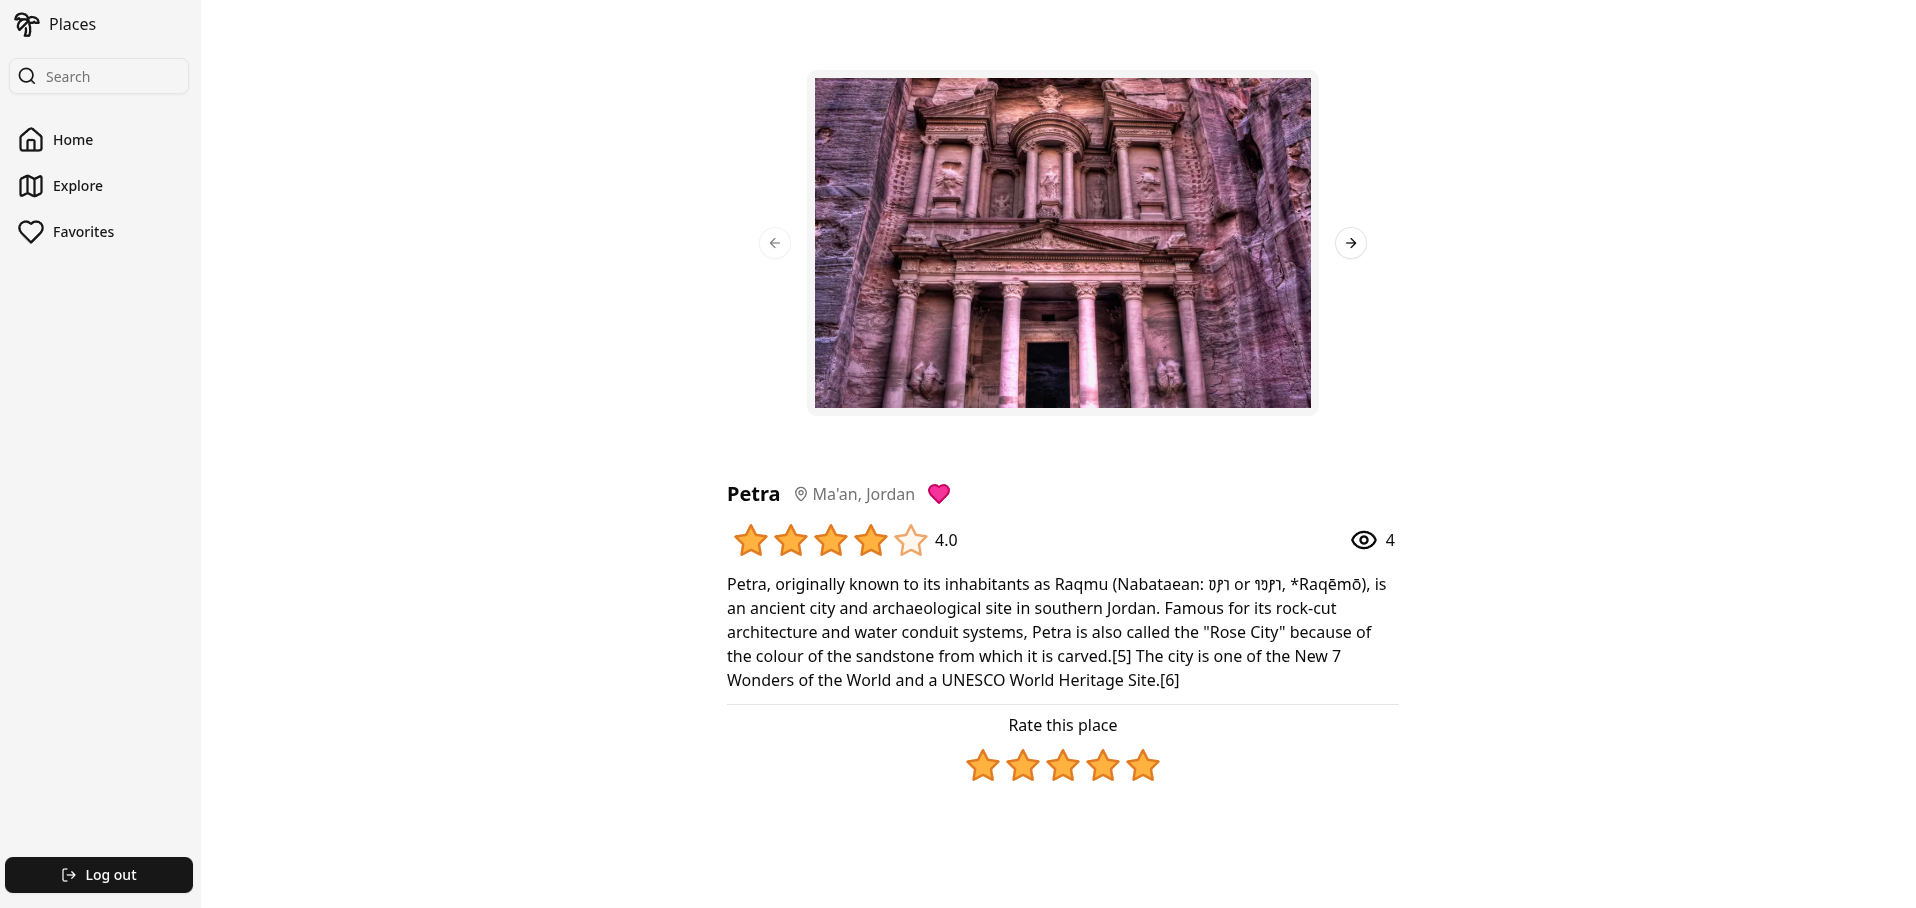 Places
Search
Home
Explore
Favorites
Petra
Ma'an, Jordan
4.0
4
Petra, originally known to its inhabitants as Raqmu (Nabataean: or , *Raqēmō), is
an ancient city and archaeological site in southern Jordan. Famous for its rock-cut
architecture and water conduit systems, Petra is also called the "Rose City" because of
the colour of the sandstone from which it is carved.[5] The city is one of the New 7
Wonders of the World and a UNESCO World Heritage Site.[6]
Rate this place
Log out